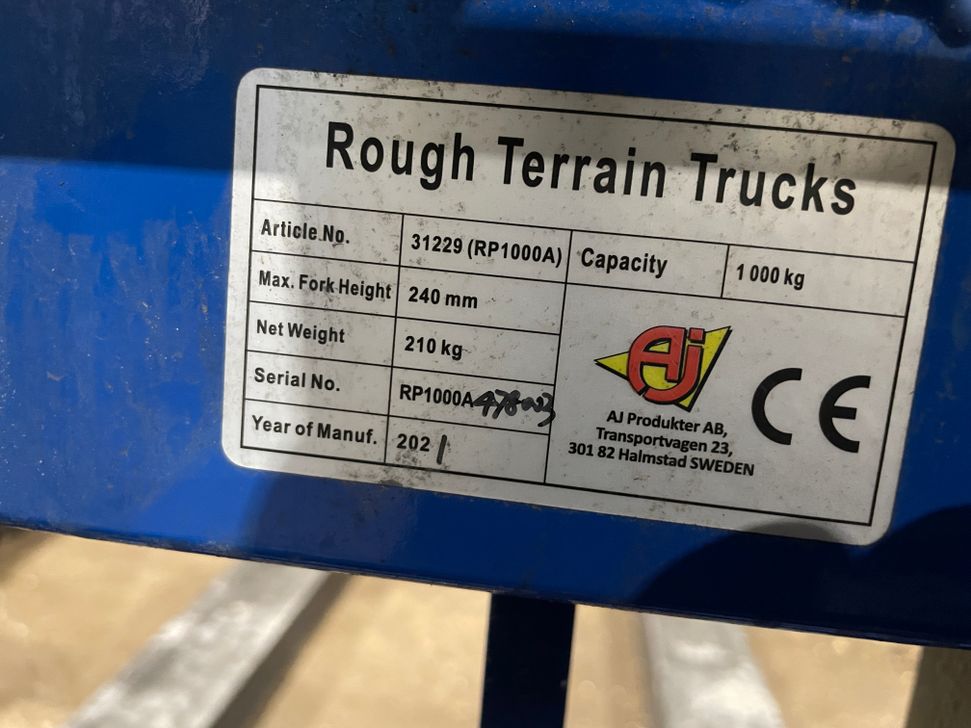 Rough Terrain Trucks
Article.No. 31229 (RP1000A) Capacity 1 000 kg
Max. Fork Height 240 mm
Net Weight 210 kg
Serial No. RP1000A
Year of Manuf. 2021
AJ
AJ Produkter AB,
Transportvagen 23,
301 82 Halmstad SWEDEN
CE